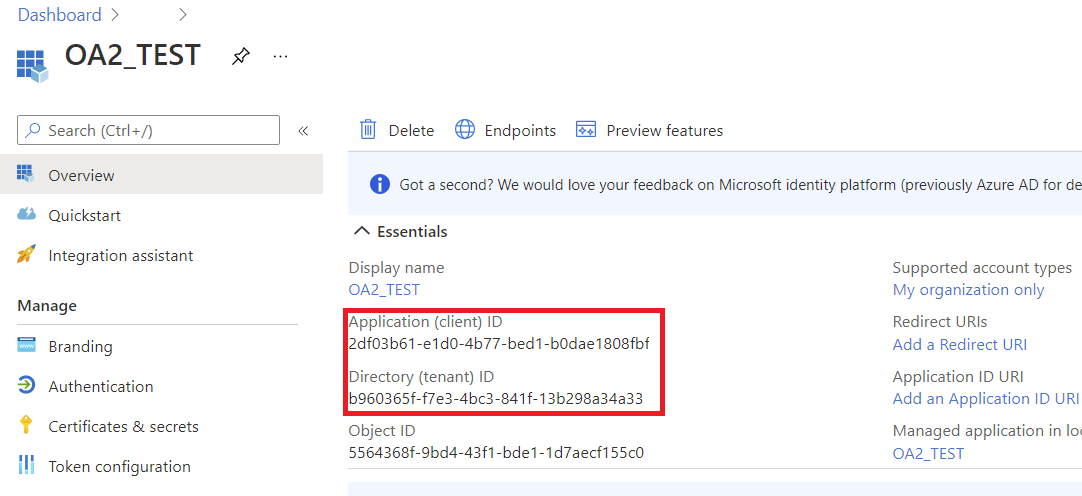 Dashboard
OA2_TEST
Search (Ctrl+/)
«
Overview
Quickstart
Integration assistant
Manage
Branding
Authentication
Certificates & secrets
Token configuration
Delete
Endpoints
Preview features
Got a second? We would love your feedback on Microsoft identity platform (previously Azure AD for de
Essentials
Display name
OA2_TEST
Application (client) ID
2df03b61-e1d0-4b77-bed1-b0dae1808fbf
Directory (tenant) ID
b960365f-f7e3-4bc3-841f-13b298a34a33
Object ID
5564368f-9bd4-43f1-bde1-1d7aecf155c0
Supported account types
My organization only
Redirect URIs
Add a Redirect URI
Application ID URI
Add an Application ID URI
Managed application in loc
OA2_TEST